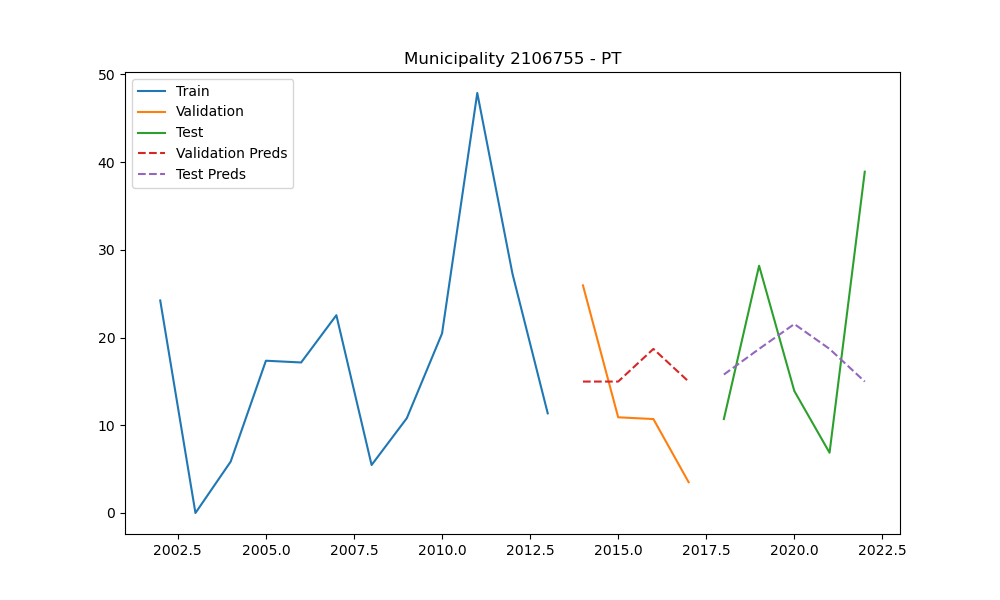 Municipality 2106755 - PT
50
40
30
20
10
0
Train
Validation
Test
Validation Preds
Test Preds
2002.5 2005.0 2007.5 2010.0 2012.5 2015.0 2017.5 2020.0 2022.5